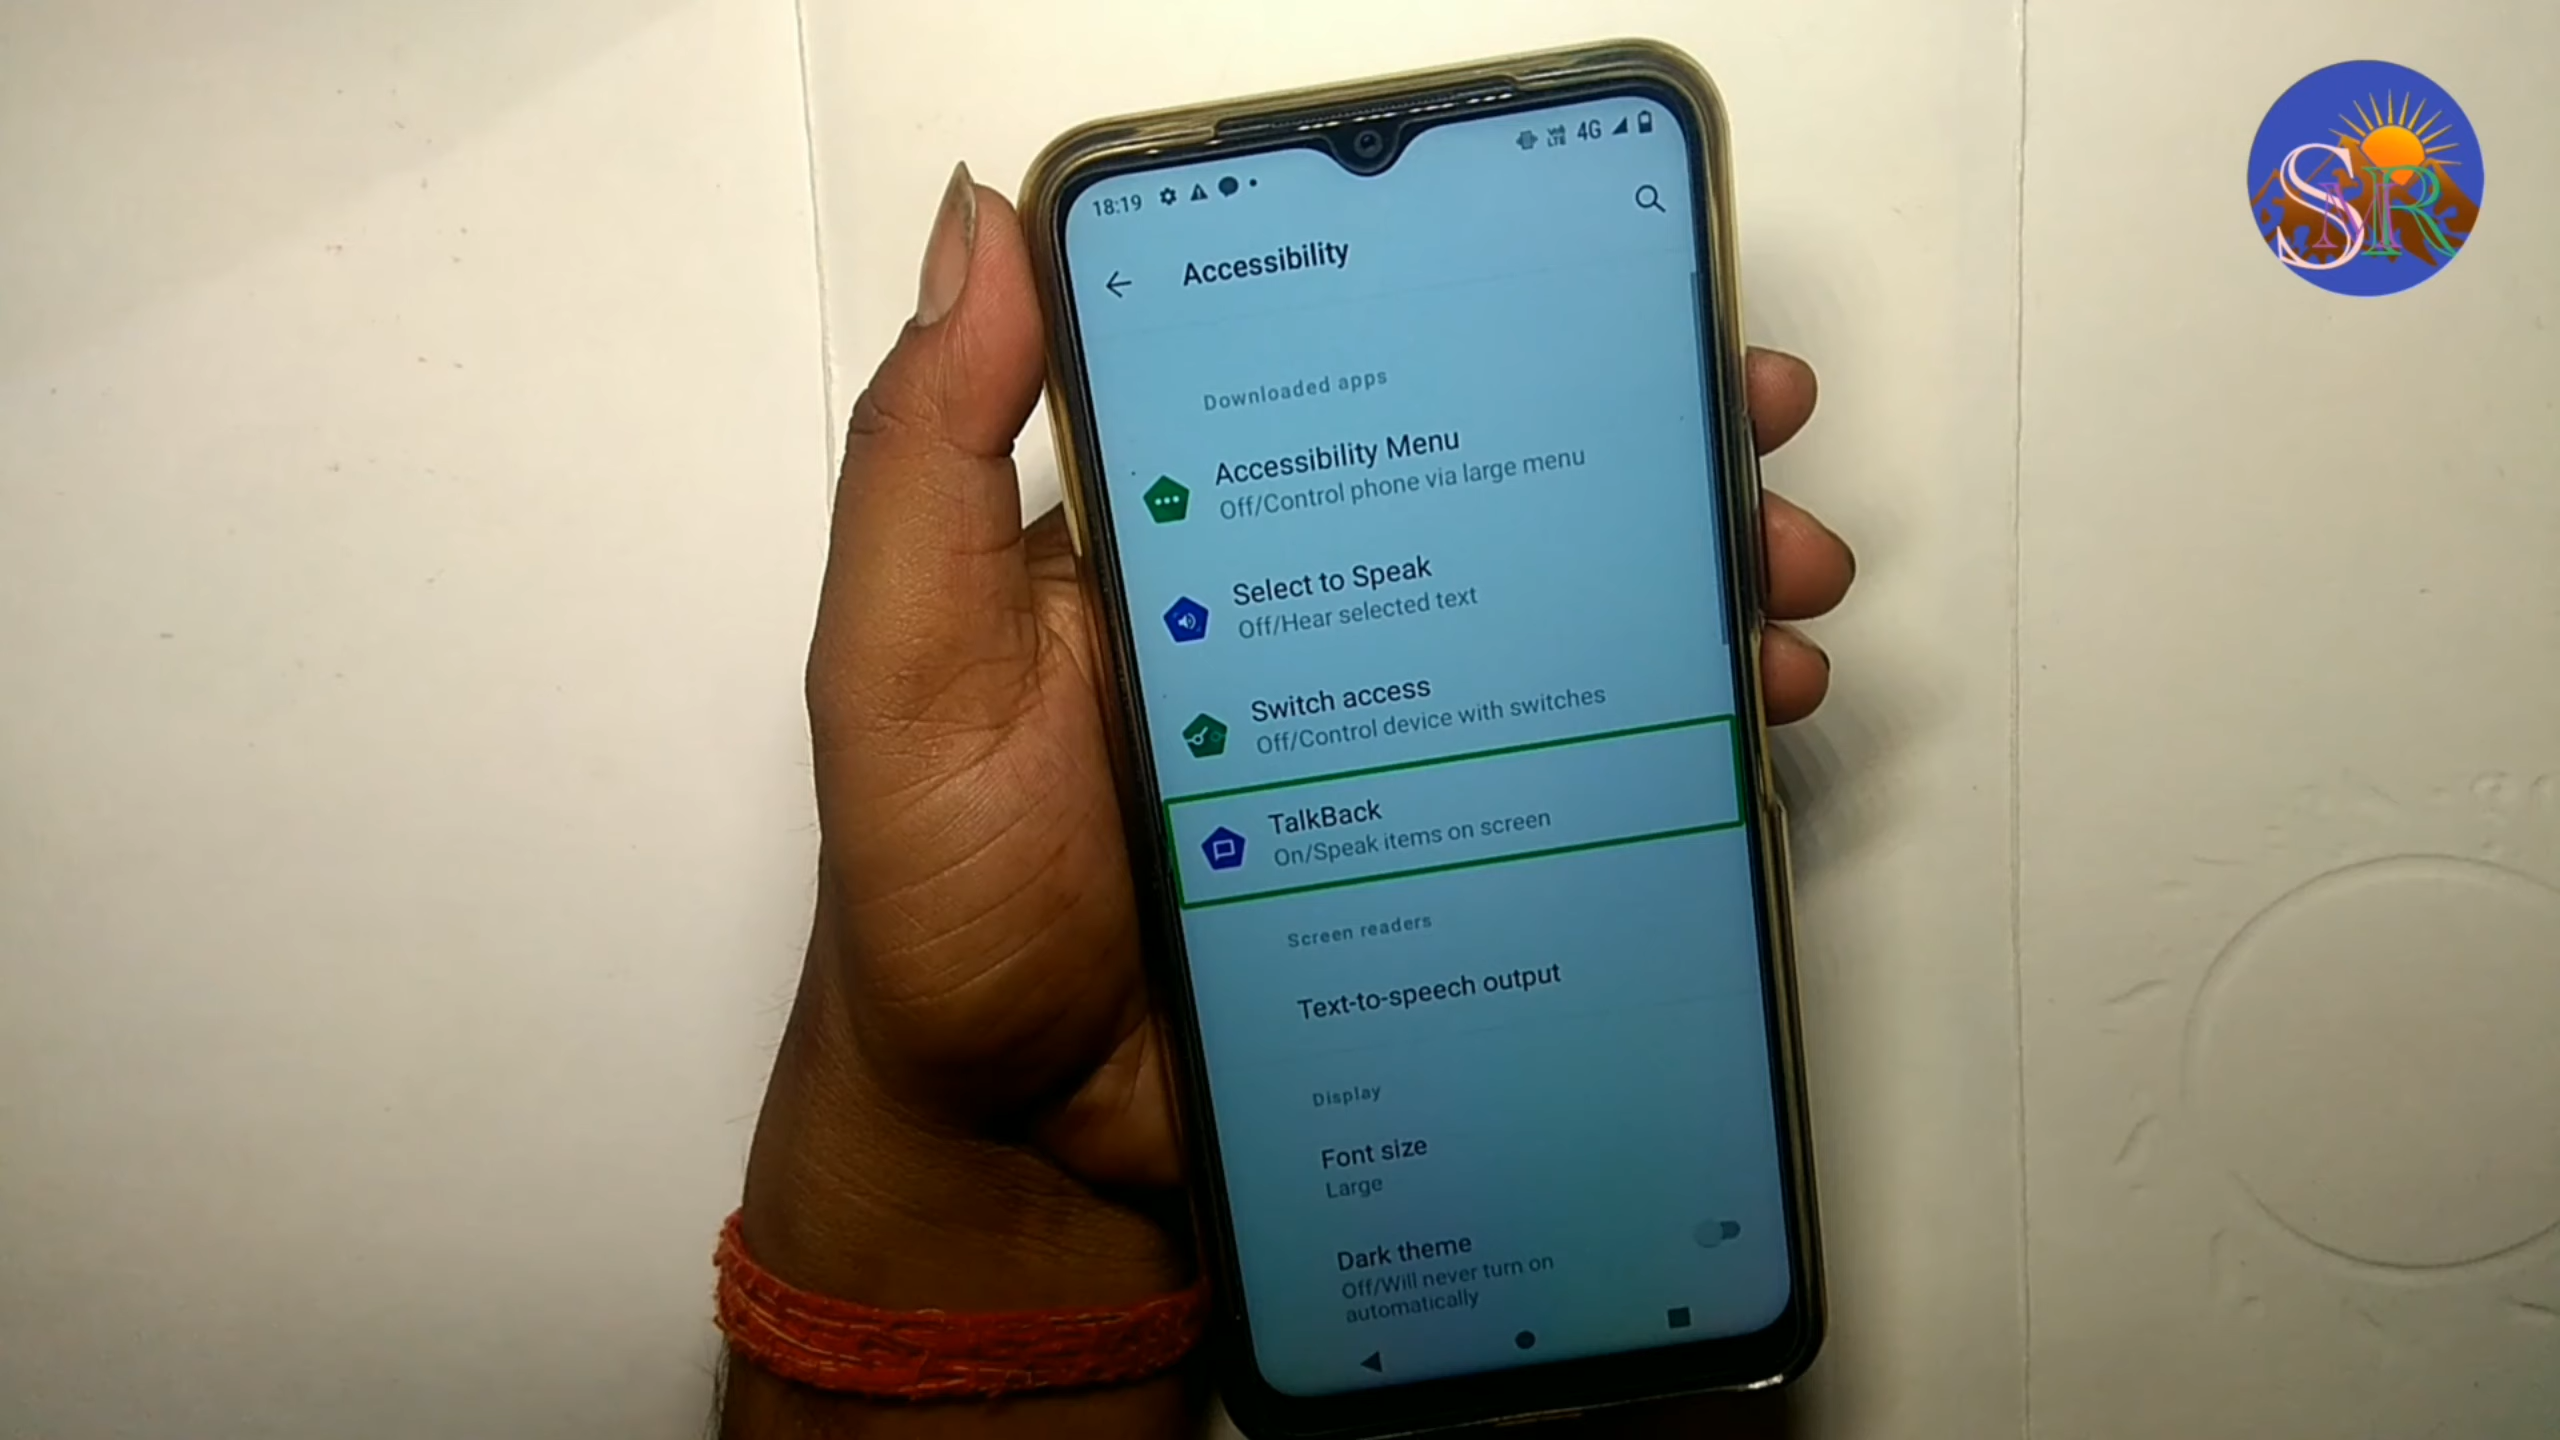 18:19
VoLTE 4G
Accessibility
Downloaded apps
Accessibility Menu
Off/Control phone via large menu
Select to Speak
Off/Hear selected text
Switch access
Off/Control device with switches
TalkBack
On/Speak items on screen
Screen readers
Text-to-speech output
Display
Font size
Large
Dark theme
Off/Will never turn on
automatically
SMR